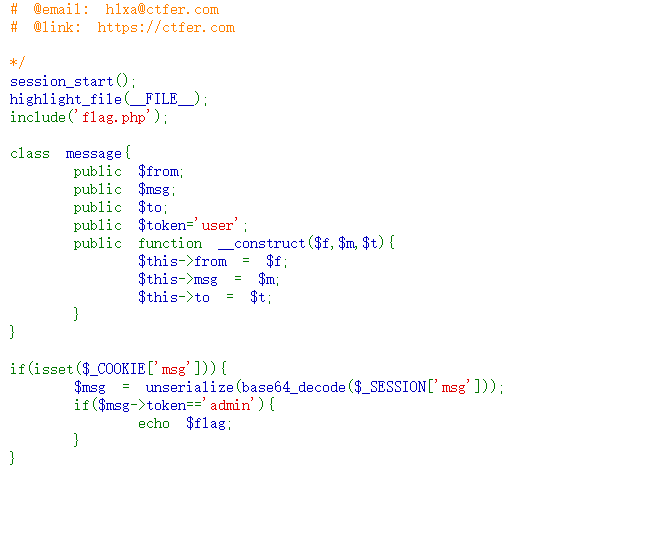 #  @email:  h1xa@ctfer.com
#  @link:  https://ctfer.com
*/
session_start();
highlight_file(__FILE__);
include('flag.php');
class  message{
        public  $from;
        public  $msg;
        public  $to;
        public  $token='user';
        public  function  __construct($f,$m,$t){
                $this->from  =  $f;
                $this->msg  =  $m;
                $this->to  =  $t;
        }
}
if(isset($_COOKIE['msg'])){
        $msg  =  unserialize(base64_decode($_SESSION['msg']));
        if($msg->token=='admin'){
                echo  $flag;
        }
}